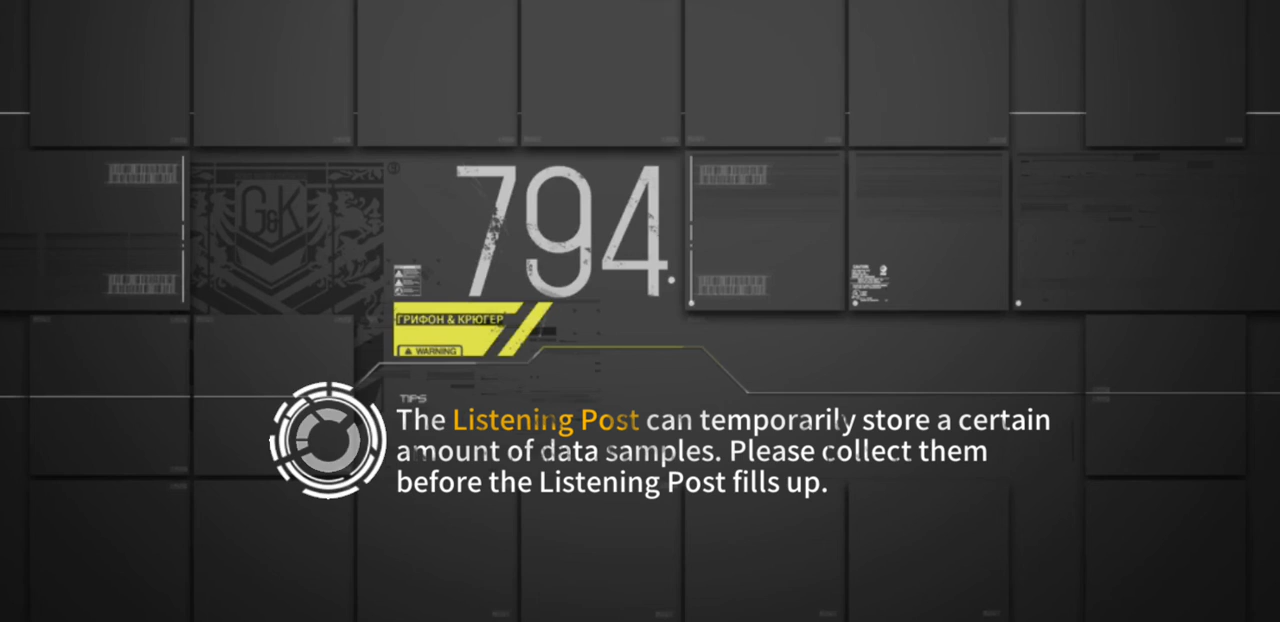 G&K
794.
ГРИФОН & КРЮГЕР
WARNING
TIPS
The Listening Post can temporarily store a certain
amount of data samples. Please collect them
before the Listening Post fills up.